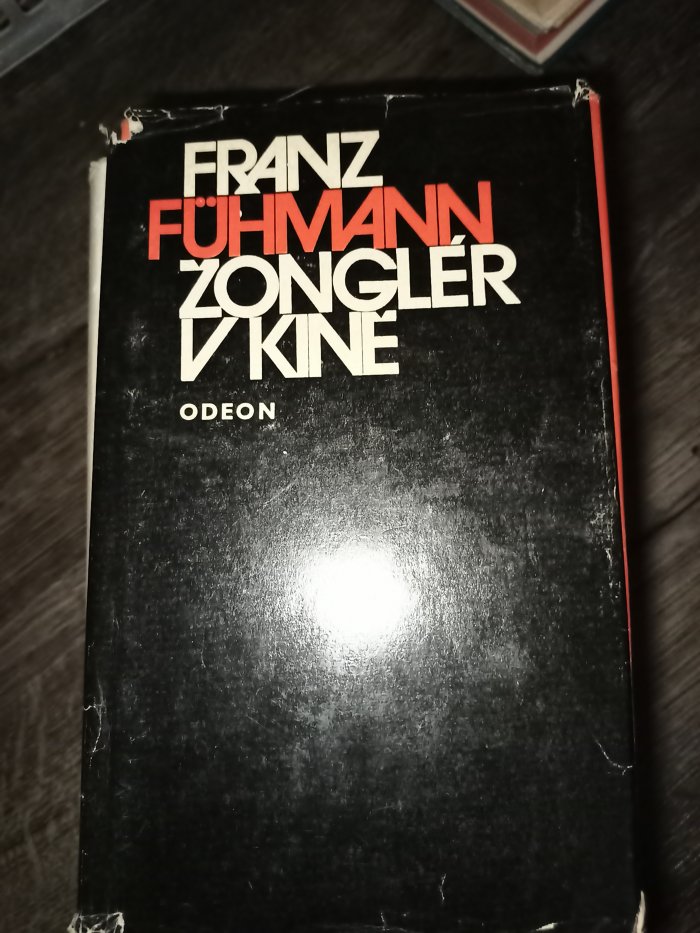 FRANZ
FÜHMANN
ŽONGLÉR
V KINĚ
ODEON